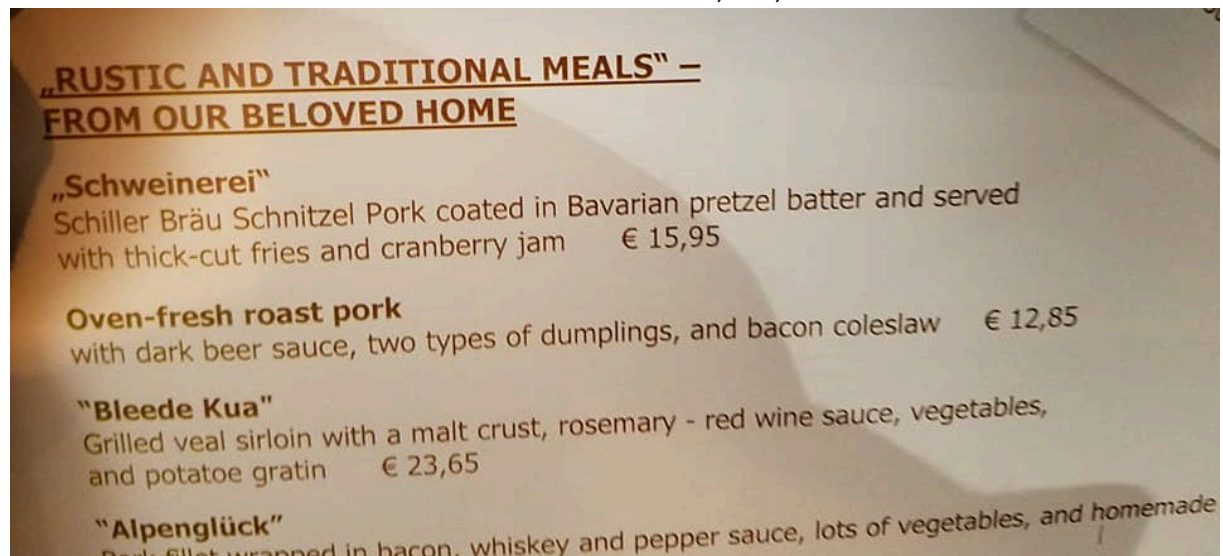 „RUSTIC AND TRADITIONAL MEALS“ –
FROM OUR BELOVED HOME
„Schweinerei“
Schiller Bräu Schnitzel Pork coated in Bavarian pretzel batter and served
with thick-cut fries and cranberry jam € 15,95
Oven-fresh roast pork
with dark beer sauce, two types of dumplings, and bacon coleslaw € 12,85
"Bleede Kua"
Grilled veal sirloin with a malt crust, rosemary - red wine sauce, vegetables,
and potatoe gratin € 23,65
"Alpenglück"
Pork fillet wrapped in bacon, whiskey and pepper sauce, lots of vegetables, and homemade